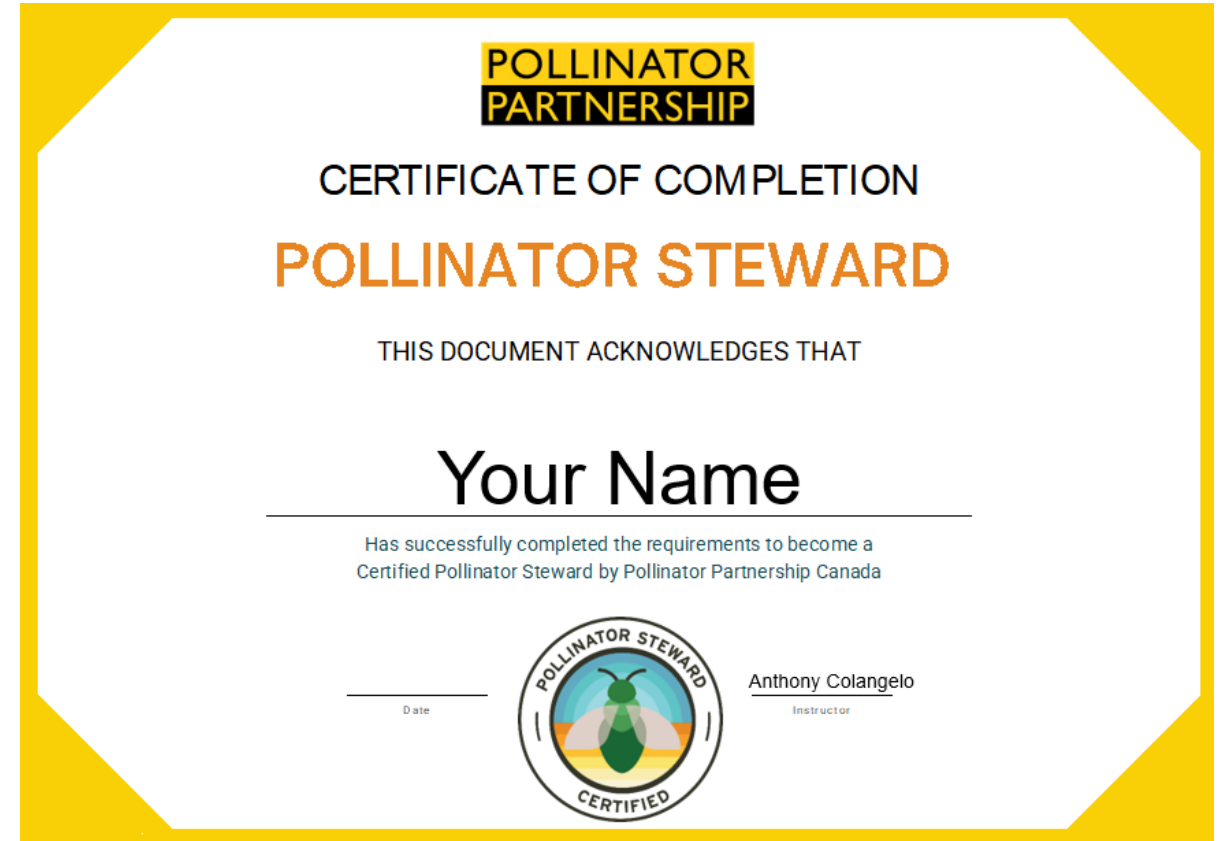 POLLINATOR
PARTNERSHIP
CERTIFICATE OF COMPLETION
POLLINATOR STEWARD
THIS DOCUMENT ACKNOWLEDGES THAT
Your Name
Has successfully completed the requirements to become a
Certified Pollinator Steward by Pollinator Partnership Canada
POLLINATOR STEWARD
CERTIFIED
Date
Anthony Colangelo
Instructor